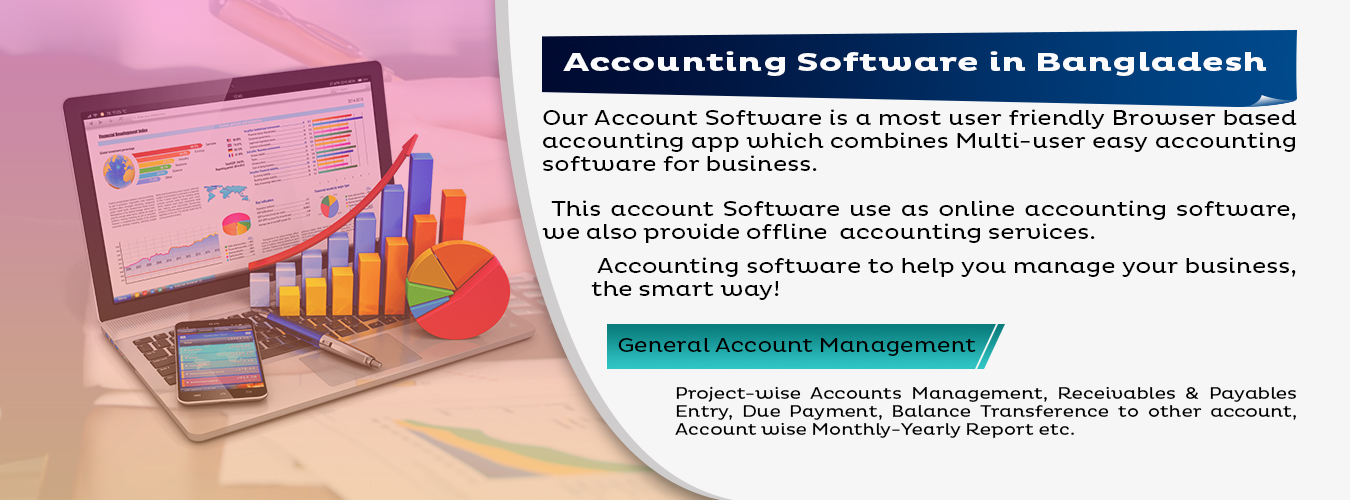 Accounting Software in Bangladesh
Our Account Software is a most user friendly Browser based
accounting app which combines Multi-user easy accounting
software for business.
This account Software use as online accounting software,
we also provide offline accounting services.
Accounting software to help you manage your business,
the smart way!
General Account Management
Project-wise Accounts Management, Receivables & Payables
Entry, Due Payment, Balance Transference to other account,
Account wise Monthly-Yearly Report etc.
Financial Development Index